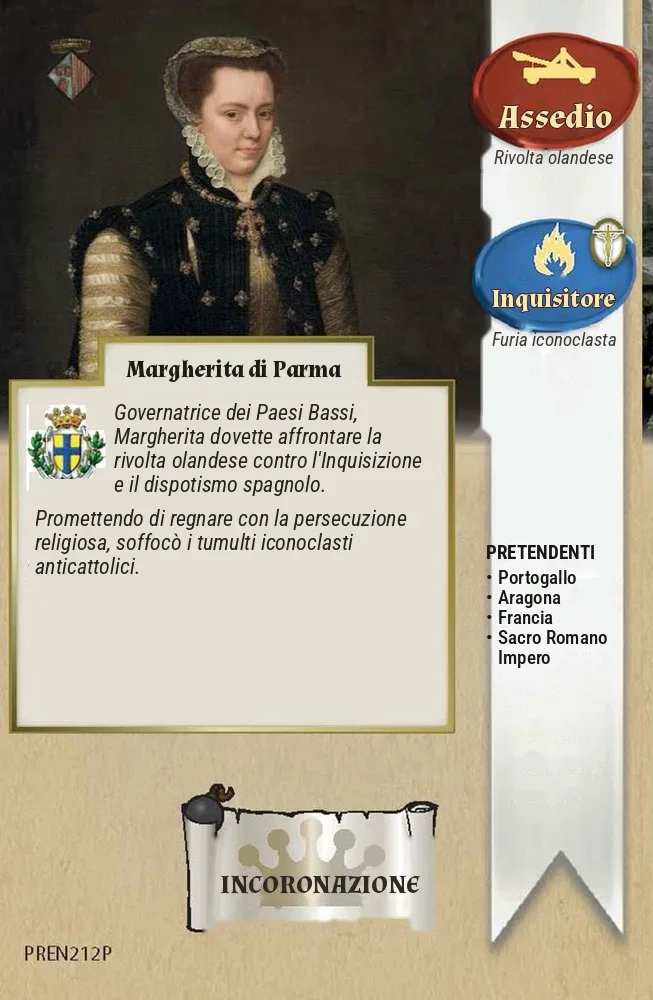 Assedio
Rivolta olandese
Inquisitore
Furia iconoclasta
Margherita di Parma
Governatrice dei Paesi Bassi,
Margherita dovette affrontare la
rivolta olandese contro l'Inquisizione
e il dispotismo spagnolo.
Promettendo di regnare con la persecuzione
religiosa, soffocò i tumulti iconoclasti
anticattolici.
PRETENDENTI
• Portogallo
• Aragona
• Francia
• Sacro Romano
Impero
INCORONAZIONE
PREN212P